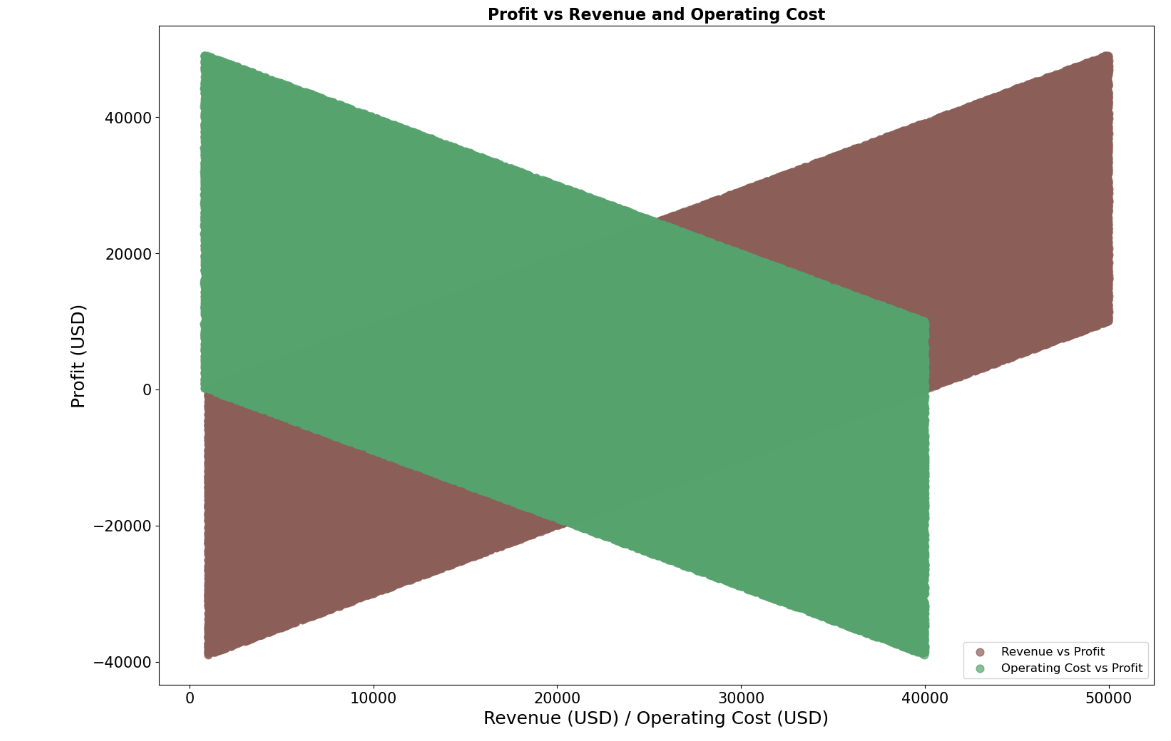 Profit vs Revenue and Operating Cost
40000
20000
0
−20000
−40000
Profit (USD)
0 10000 20000 30000 40000 50000
Revenue (USD) / Operating Cost (USD)
Revenue vs Profit
Operating Cost vs Profit